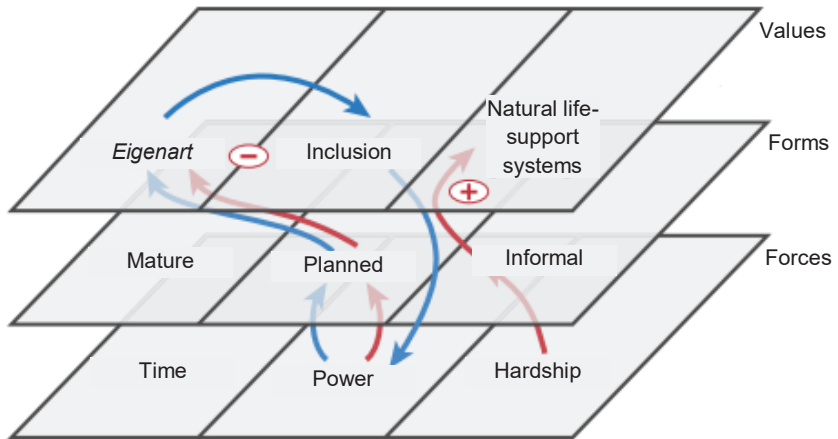 Values
Natural life-
support
systems
Eigenart
−
Inclusion
+
Forms
Mature
Planned
Informal
Forces
Time
Power
Hardship